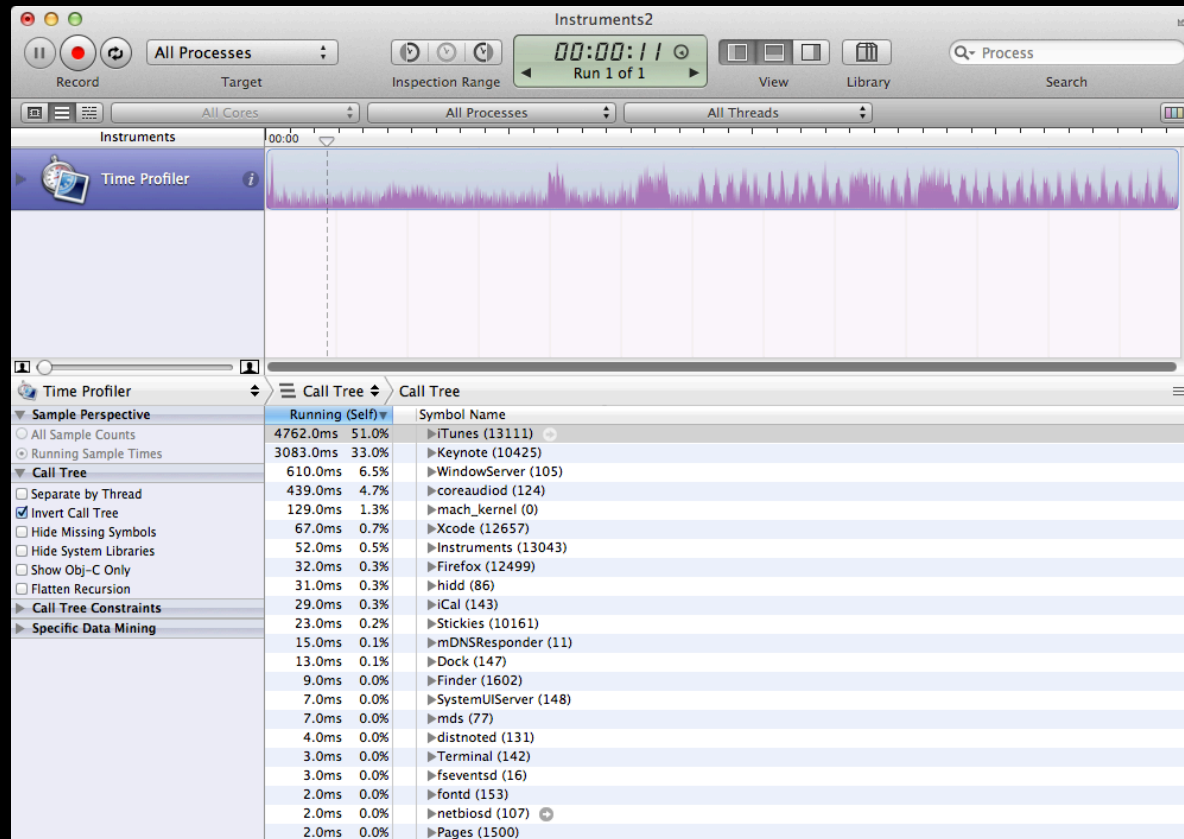 Instruments2
All Processes
00:00:11
Run 1 of 1
Process
Record Target Inspection Range View Library Search
All Cores All Processes All Threads
Instruments 00:00
Time Profiler
Time Profiler Call Tree Call Tree
Sample Perspective Running (Self) Symbol Name
All Sample Counts 4762.0ms 51.0% iTunes (13111)
Running Sample Times 3083.0ms 33.0% Keynote (10425)
Call Tree 610.0ms 6.5% WindowServer (105)
Separate by Thread 439.0ms 4.7% coreaudiod (124)
Invert Call Tree 129.0ms 1.3% mach_kernel (0)
Hide Missing Symbols 67.0ms 0.7% Xcode (12657)
Hide System Libraries 52.0ms 0.5% Instruments (13043)
Show Obj-C Only 32.0ms 0.3% Firefox (12499)
Flatten Recursion 31.0ms 0.3% hidd (86)
Call Tree Constraints 29.0ms 0.3% iCal (143)
Specific Data Mining 23.0ms 0.2% Stickies (10161)
15.0ms 0.1% mDNSResponder (11)
13.0ms 0.1% Dock (147)
9.0ms 0.0% Finder (1602)
7.0ms 0.0% SystemUIServer (148)
7.0ms 0.0% mds (77)
4.0ms 0.0% distnoted (131)
3.0ms 0.0% Terminal (142)
3.0ms 0.0% fseventsd (16)
2.0ms 0.0% fontd (153)
2.0ms 0.0% netbiosd (107)
2.0ms 0.0% Pages (1500)